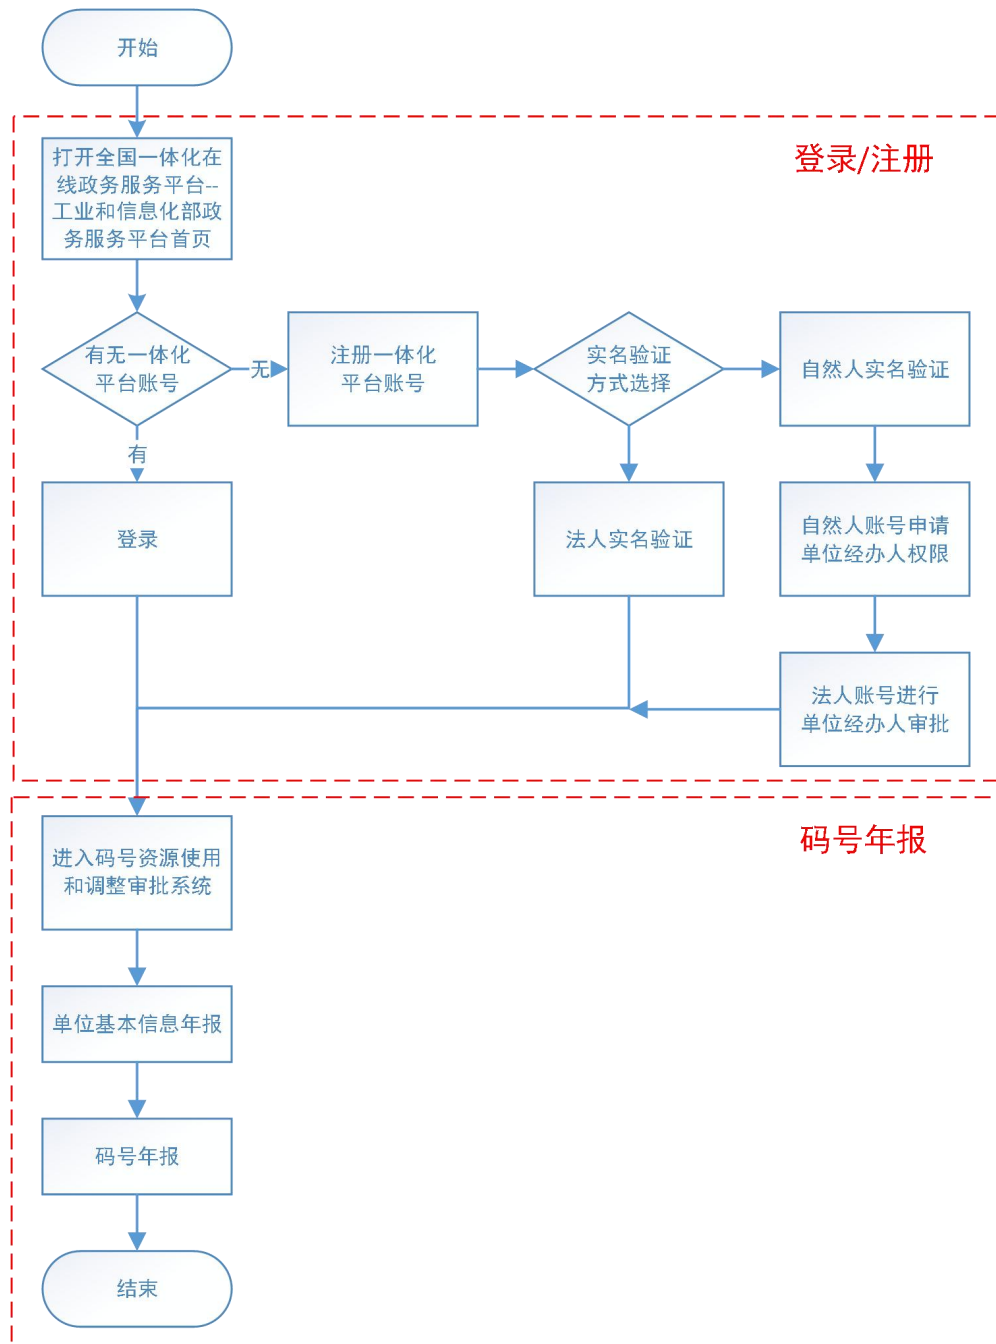 开始
登录/注册
打开全国一体化在
线政务服务平台--
工业和信息化部政
务服务平台首页
有无一体化
平台账号
无
注册一体化
平台账号
实名验证
方式选择
自然人实名验证
有
登录
法人实名验证
自然人账号申请
单位经办人权限
法人账号进行
单位经办人审批
码号年报
进入码号资源使用
和调整审批系统
单位基本信息年报
码号年报
结束